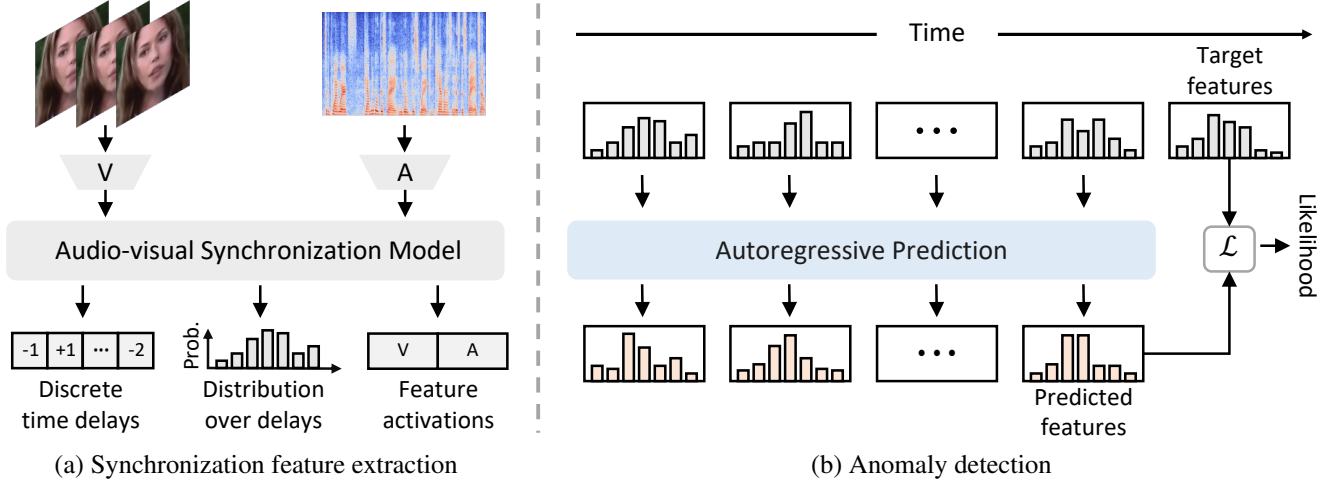 V
A
Audio-visual Synchronization Model
-1 +1 ··· -2
Prob.
V A
Discrete
time delays
Distribution
over delays
Feature
activations
(a) Synchronization feature extraction
Time
Target
features
• • •
Autoregressive Prediction
ℒ
Likelihood
• • •
Predicted
features
(b) Anomaly detection